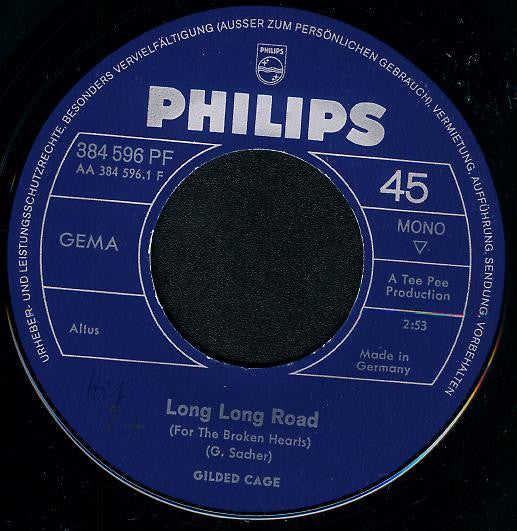 URHEBER- UND LEISTUNGSSCHUTZRECHTE, BESONDERS VERVIELFÄLTIGUNG (AUSSER ZUM PERSÖNLICHEN GEBRAUCH), VERMIETUNG, AUFFÜHRUNG, SENDUNG, VORBEHALTEN
PHILIPS
PHILIPS
384 596 PF
AA 384 596.1 F
45
GEMA
MONO
▽
A Tee Pee
Production
Altus
2:53
Made in
Germany
Long Long Road
(For The Broken Hearts)
(G. Sacher)
GILDED CAGE